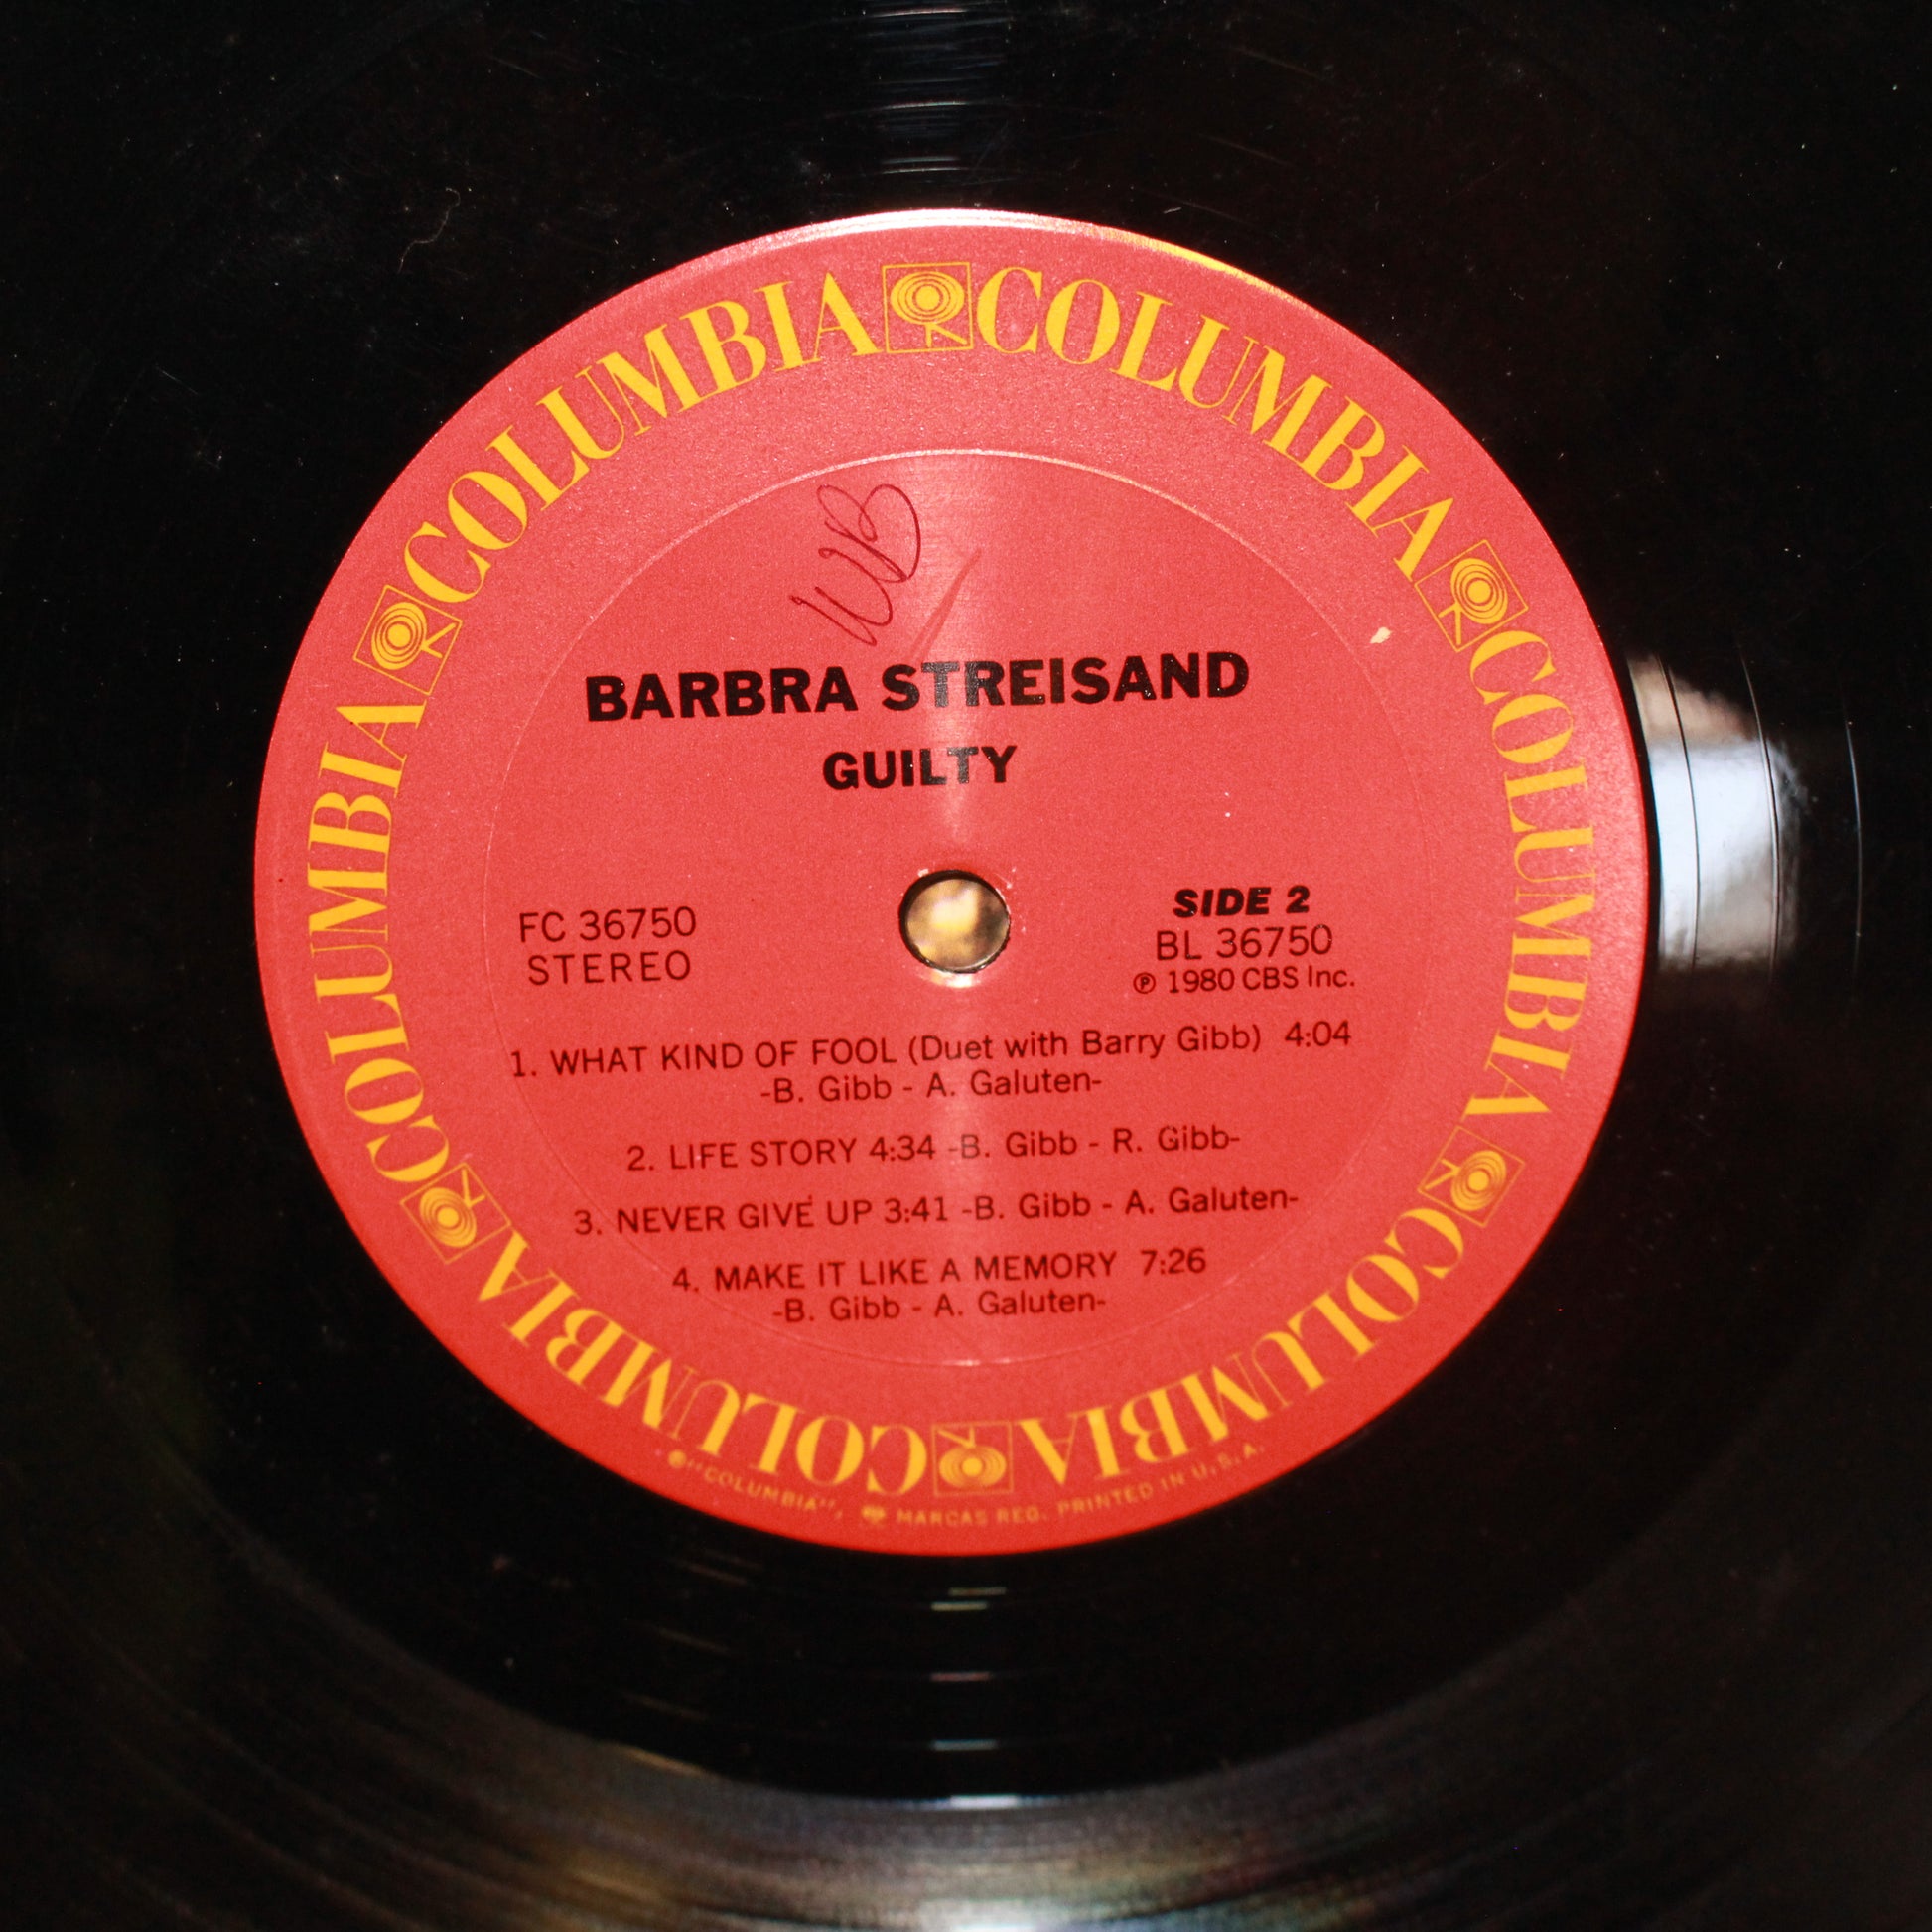 COLUMBIA COLUMBIA COLUMBIA COLUMBIA COLUMBIA COLUMBIA
WB
BARBRA STREISAND
GUILTY
FC 36750
STEREO
SIDE 2
BL 36750
℗ 1980 CBS Inc.
1. WHAT KIND OF FOOL (Duet with Barry Gibb) 4:04
-B. Gibb - A. Galuten-
2. LIFE STORY 4:34 -B. Gibb - R. Gibb-
3. NEVER GIVE UP 3:41 -B. Gibb - A. Galuten-
4. MAKE IT LIKE A MEMORY 7:26
-B. Gibb - A. Galuten-
"COLUMBIA", MARCAS REG. PRINTED IN U.S.A.